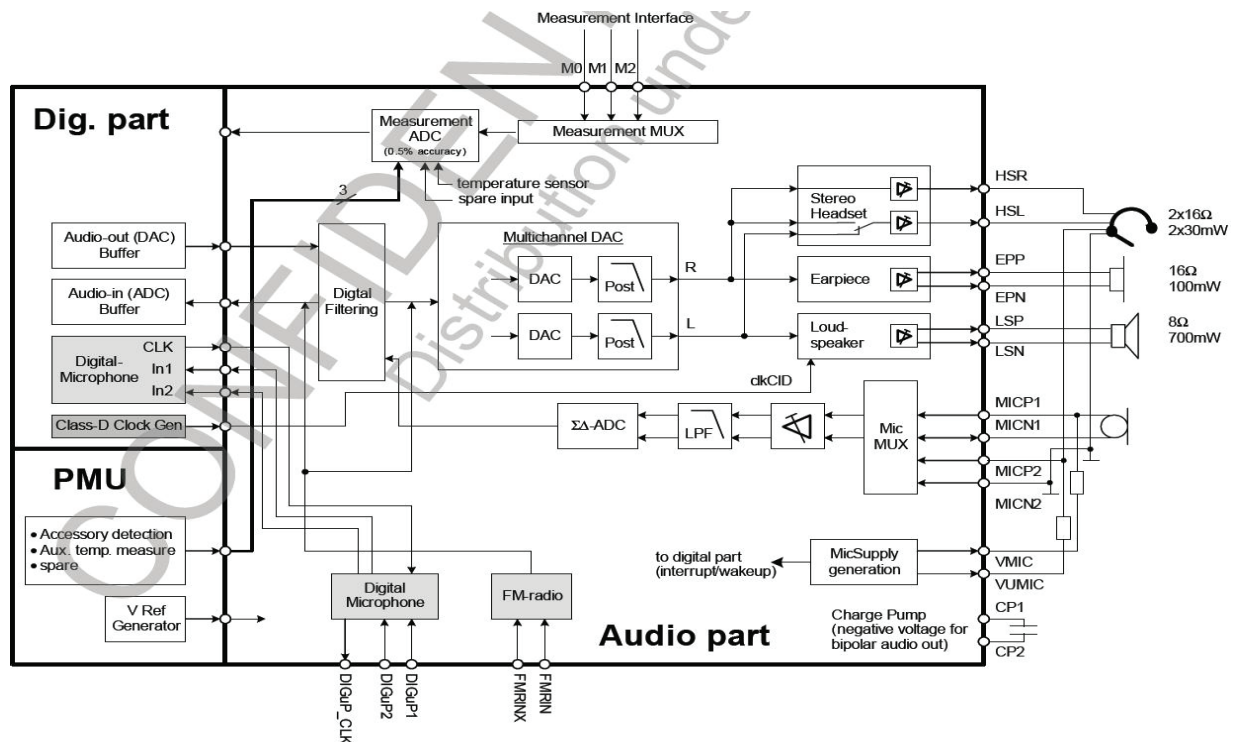 Measurement Interface
M0 M1 M2
Dig. part
Measurement
ADC
(0.5% accuracy)
Measurement MUX
3
temperature sensor
spare input
Audio-out (DAC)
Buffer
Audio-in (ADC)
Buffer
CLK
Digital-
Microphone
In1
In2
Class-D Clock Gen
Digtal
Filtering
Multichannel DAC
DAC
Post
R
DAC
Post
L
Stereo
Headset
Earpiece
Loud-
speaker
clkCID
HSR
HSL
2x16Ω
2x30mW
EPP
EPN
16Ω
100mW
LSP
LSN
8Ω
700mW
ΣΔ-ADC
LPF
Mic
MUX
MICP1
MICN1
MICP2
MICN2
PMU
• Accessory detection
• Aux. temp. measure
• spare
V Ref
Generator
to digital part
(interrupt/wakeup)
MicSupply
generation
VMIC
VUMIC
Digital
Microphone
FM-radio
Audio part
Charge Pump
(negative voltage for
bipolar audio out)
CP1
CP2
DIGuP_CLK
DIGuP2
DIGuP1
FMRINX
FMRIN
CONFIDEN
Distribution unde